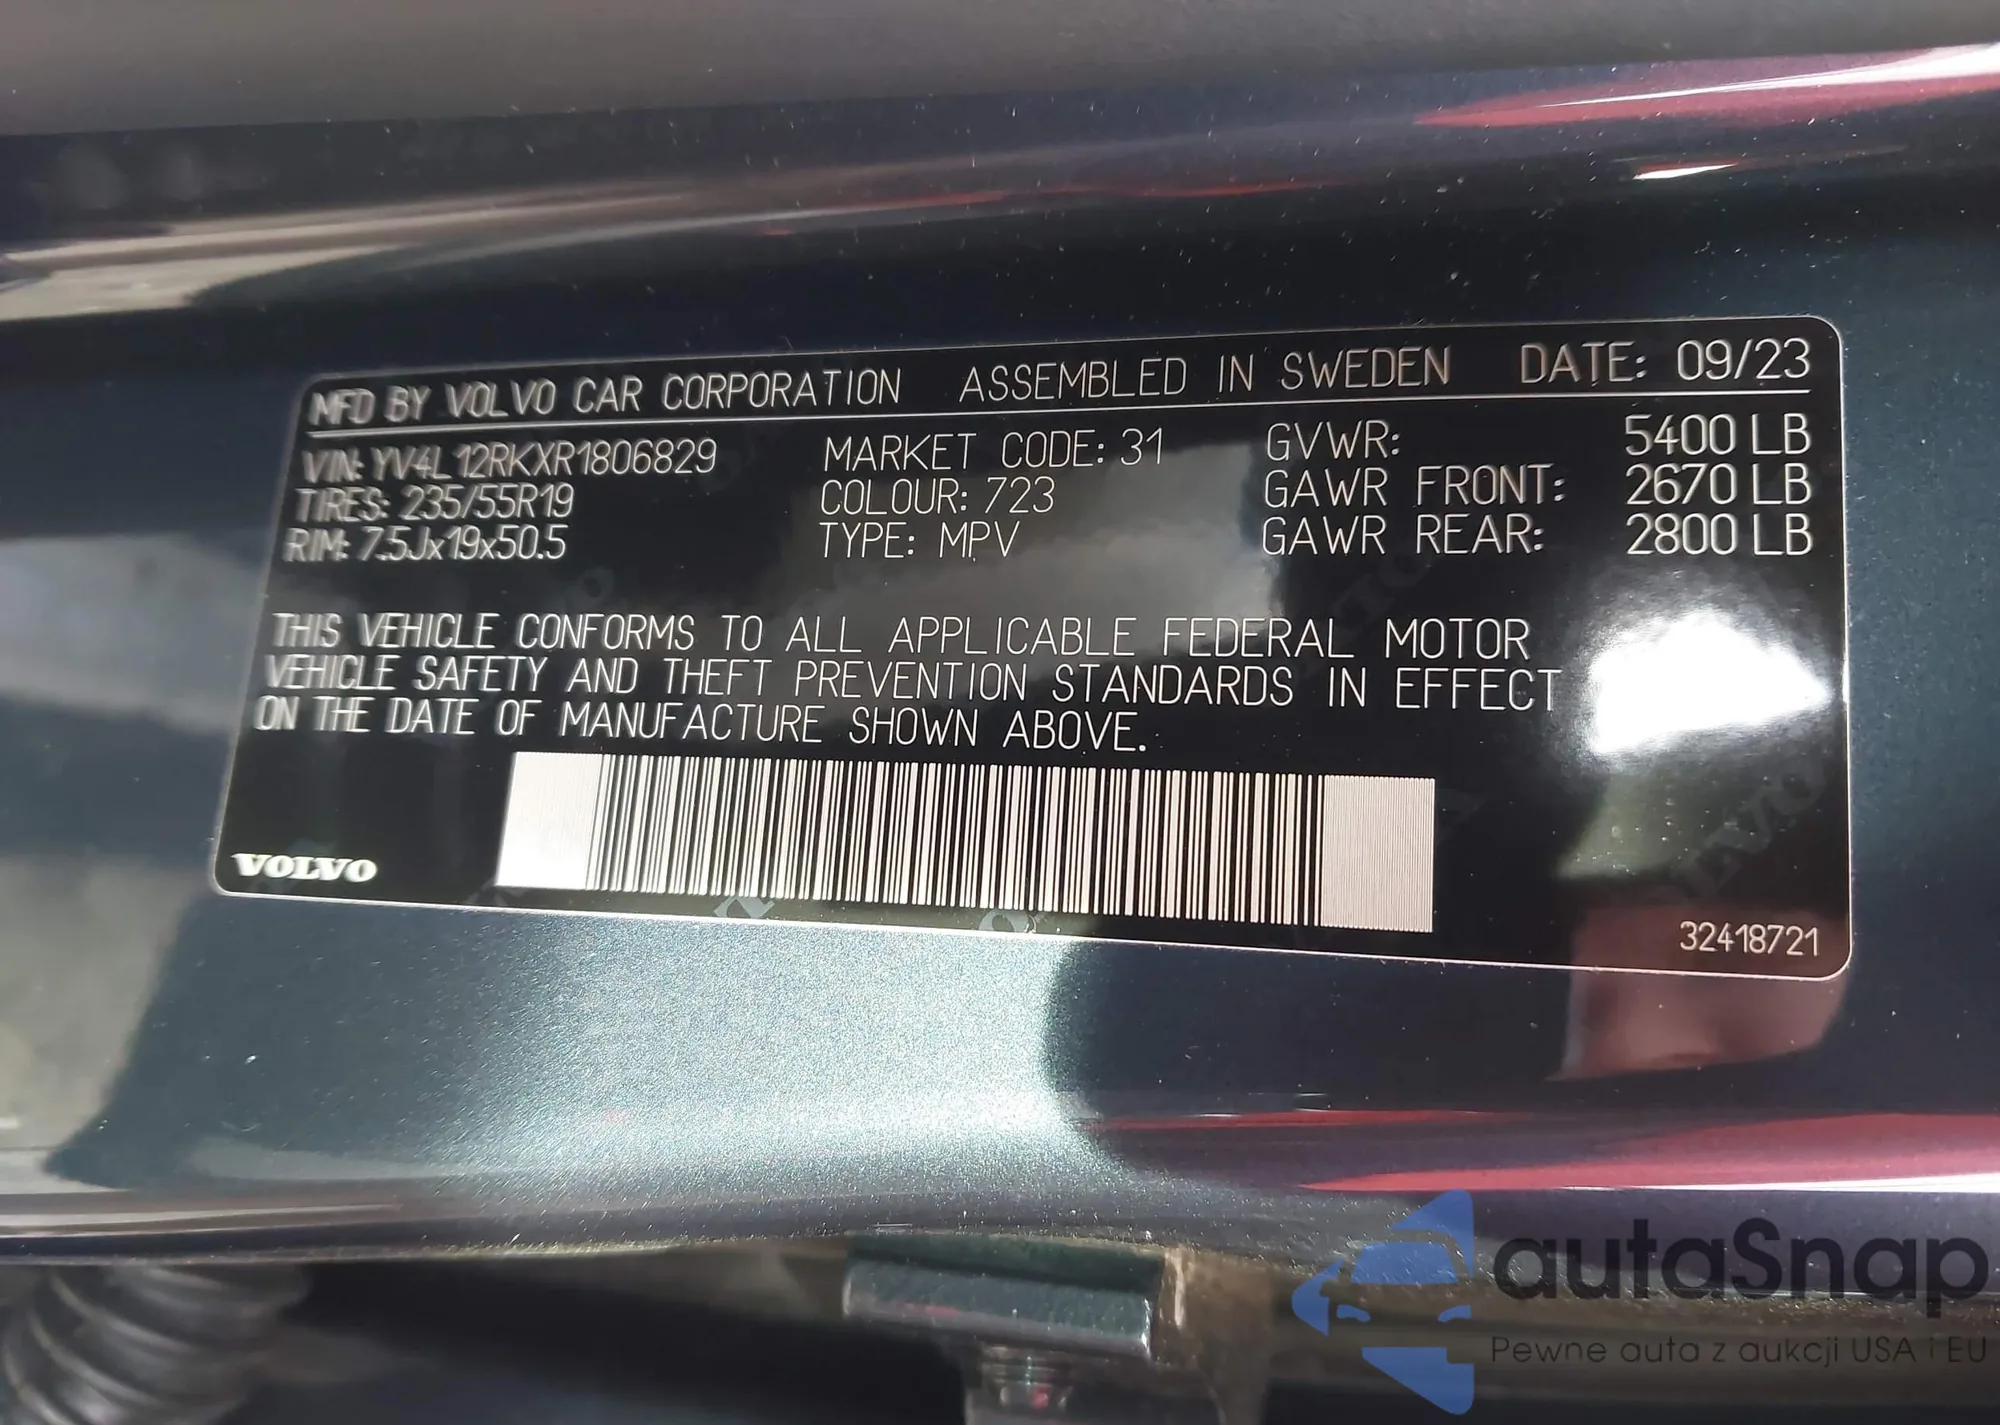 MFD BY VOLVO CAR CORPORATION ASSEMBLED IN SWEDEN DATE: 09/23
VIN: YV4L12RKXR1806829 MARKET CODE: 31 GVWR: 5400 LB
TIRES: 235/55R19 COLOUR: 723 GAWR FRONT: 2670 LB
RIM: 7.5Jx19x50.5 TYPE: MPV GAWR REAR: 2800 LB
THIS VEHICLE CONFORMS TO ALL APPLICABLE FEDERAL MOTOR
VEHICLE SAFETY AND THEFT PREVENTION STANDARDS IN EFFECT
ON THE DATE OF MANUFACTURE SHOWN ABOVE.
VOLVO
32418721
autaSnap
Pewne auta z aukcji USA i EU